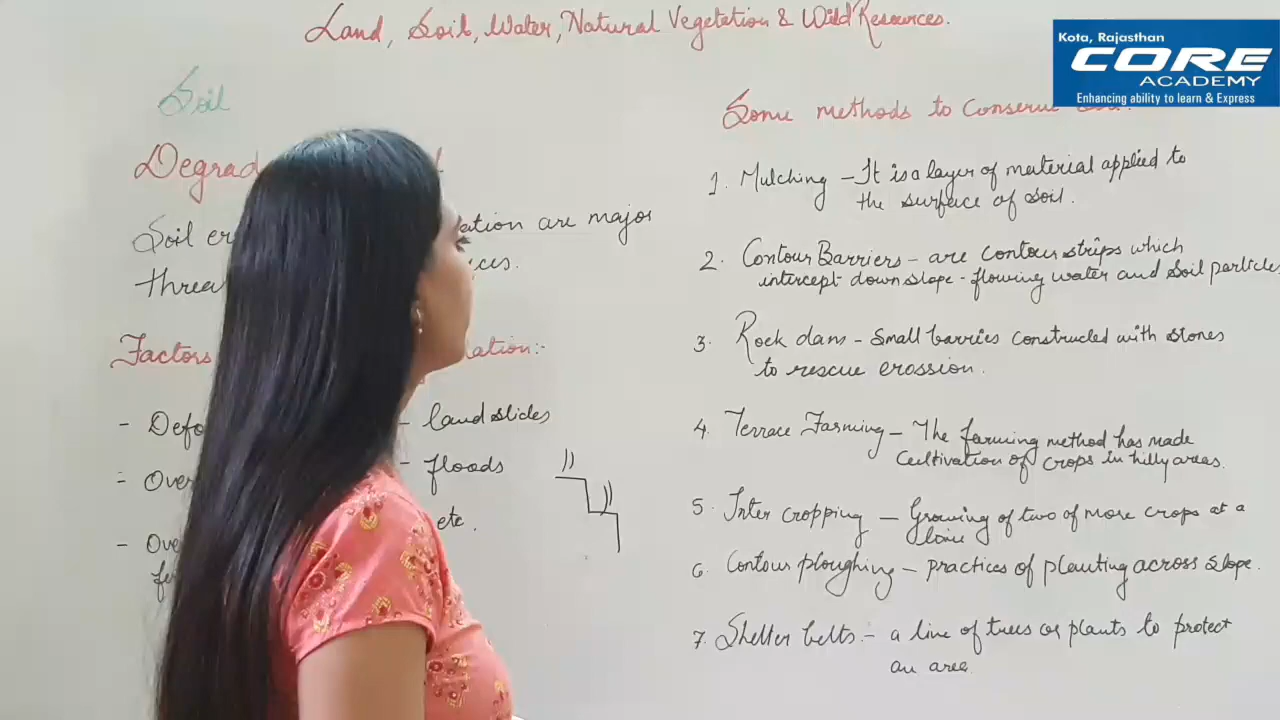 Land, Soil, Water, Natural Vegetation & Wild Resources.
Kota, Rajasthan
CORE
ACADEMY
Enhancing ability to learn & Express
Soil
Degrad
Soil er ation are major
threa ces.
Factors lation:-
- Defo - land slides
- Over - floods
- Ove etc.
Some methods to Conserve
1. Mulching - It is a layer of material applied to
the surface of soil.
2. Contour Barriers - are contour strips which
intercept down slope - flowing water and soil particles
3. Rock dam - Small barries constructed with stones
to rescue erossion.
4. Terrace Farming - The farming method has made
Cultivation of crops in hilly areas.
5. Inter cropping - Growing of two of more crops at a
6. Contour ploughing - practices of planting across slope.
7. Shelter belts :- a line of trees or plants to protect
an area.